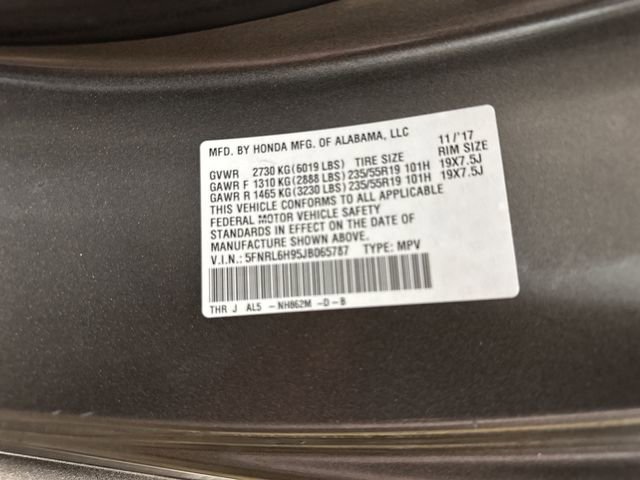 MFD. BY HONDA MFG. OF ALABAMA, LLC 11/'17
GVWR 2730 KG(6019 LBS) TIRE SIZE RIM SIZE
GAWR F 1310 KG(2888 LBS)235/55R19 101H 19X7.5J
GAWR R 1465 KG(3230 LBS)235/55R19 101H 19X7.5J
THIS VEHICLE CONFORMS TO ALL APPLICABLE
FEDERAL MOTOR VEHICLE SAFETY
STANDARDS IN EFFECT ON THE DATE OF
MANUFACTURE SHOWN ABOVE.
V.I.N.: 5FNRL6H95JB065787 TYPE: MPV
THR J AL5 - NH862M -D-B